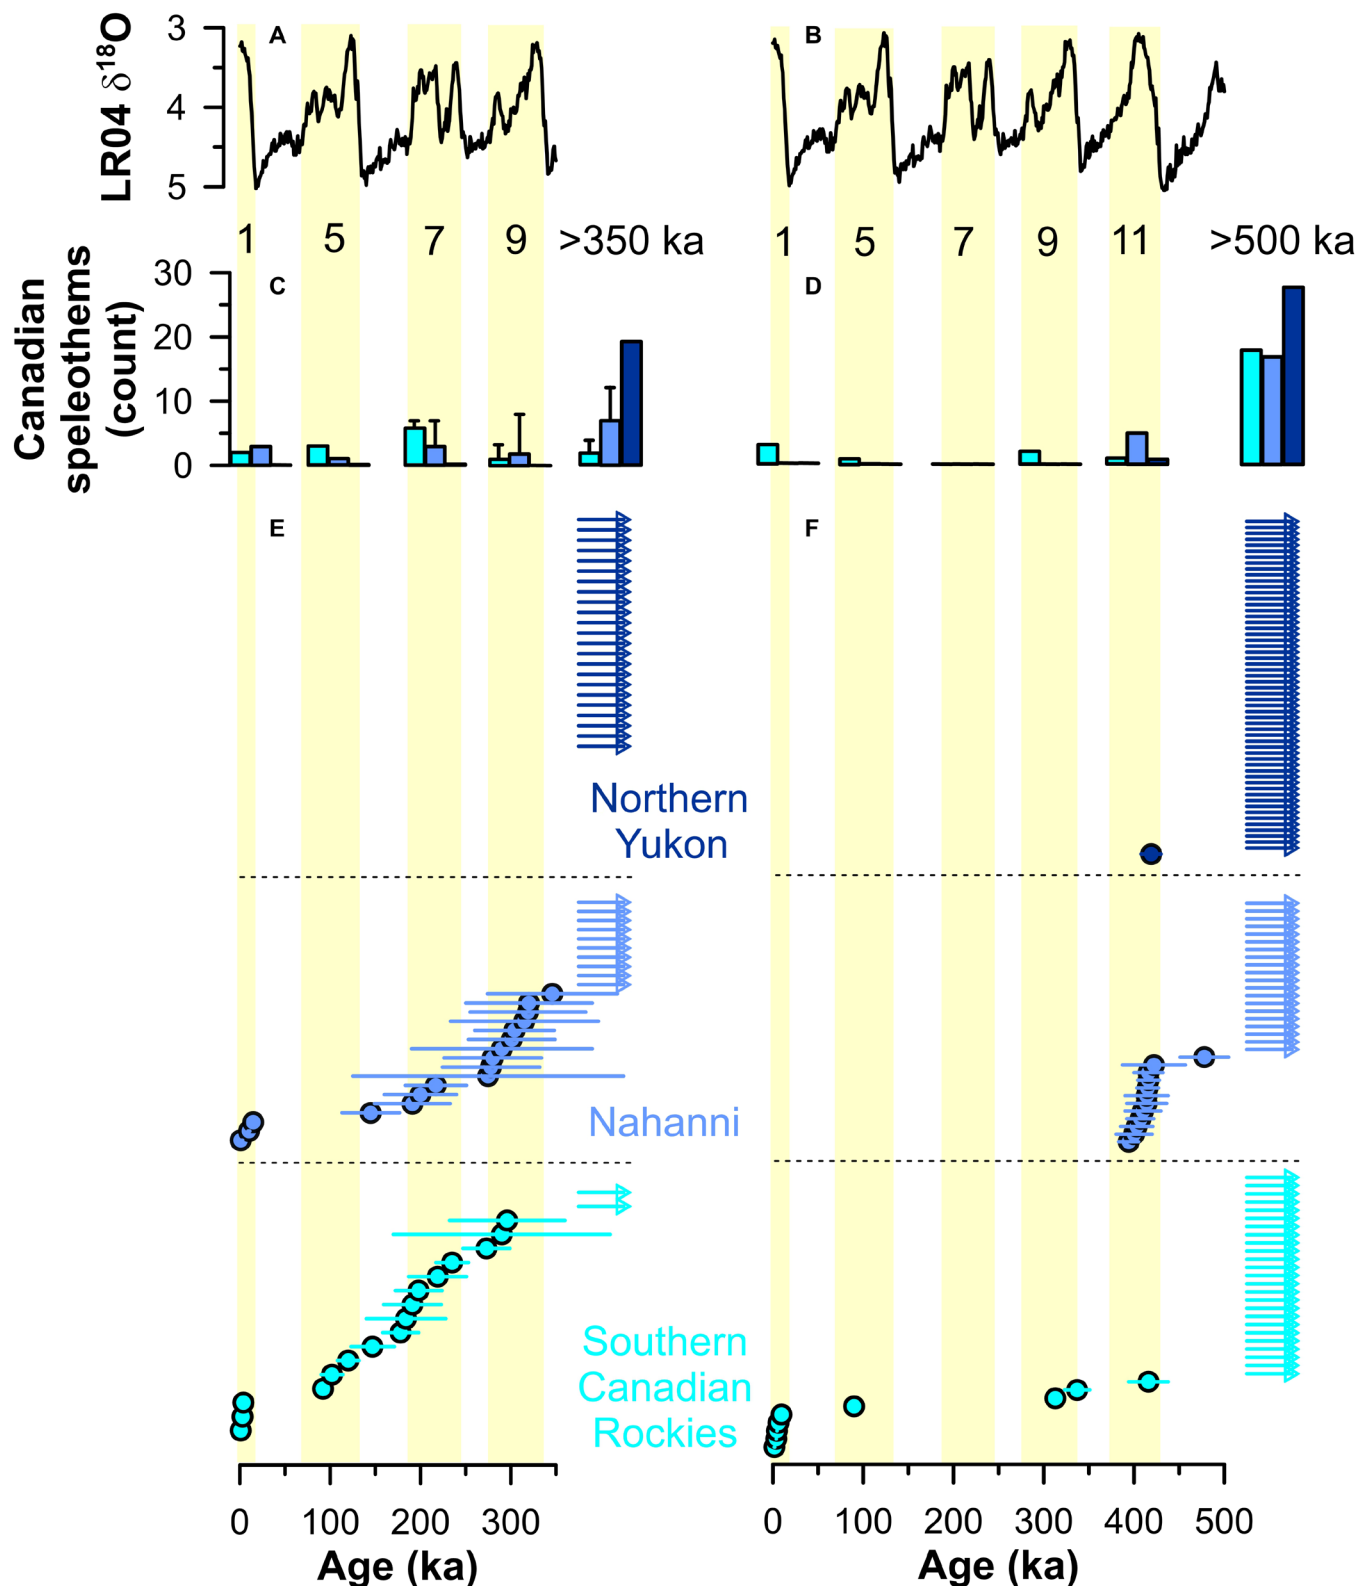 LR04 δ18O
3
4
5
A
B
1 5 7 9 >350 ka
1 5 7 9 11 >500 ka
Canadian
speleothems
(count)
30
20
10
0
C
D
E
F
Northern
Yukon
Nahanni
Southern
Canadian
Rockies
0 100 200 300
Age (ka)
0 100 200 300 400 500
Age (ka)